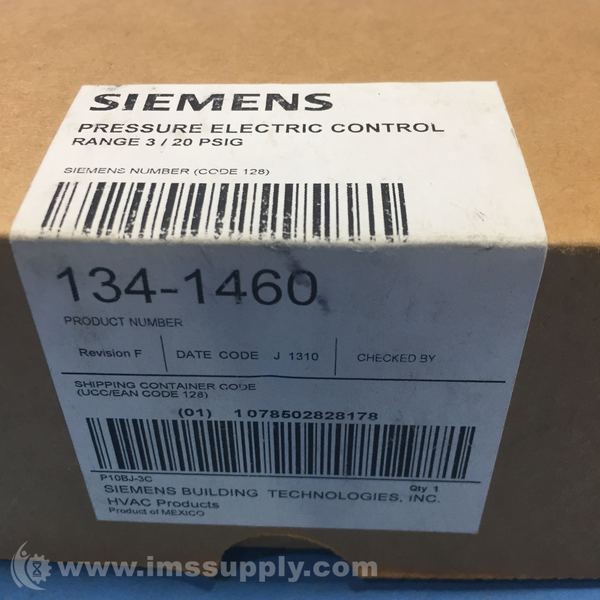 SIEMENS
PRESSURE ELECTRIC CONTROL
RANGE 3 / 20 PSIG
SIEMENS NUMBER (CODE 128)
134-1460
PRODUCT NUMBER
Revision F DATE CODE J 1310 CHECKED BY
SHIPPING CONTAINER CODE
(UCC/EAN CODE 128)
(01) 1 078502828178
P10BJ-3C Qty 1
SIEMENS BUILDING TECHNOLOGIES, INC.
HVAC Products
Product of MEXICO
www.imssupply.com